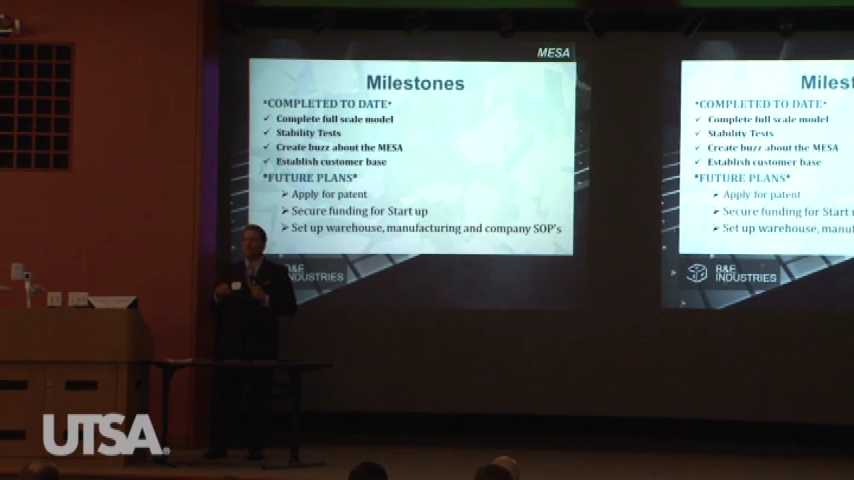 MESA
Milestones
*COMPLETED TO DATE*
✓ Complete full scale model
✓ Stability Tests
✓ Create buzz about the MESA
✓ Establish customer base
*FUTURE PLANS*
➢ Apply for patent
➢ Secure funding for Start up
➢ Set up warehouse, manufacturing and company SOP's
B&E
INDUSTRIES
Milest
*COMPLETED TO DATE*
✓ Complete full scale model
✓ Stability Tests
✓ Create buzz about the MESA
✓ Establish customer base
*FUTURE PLANS*
➢ Apply for patent
➢ Secure funding for Start u
➢ Set up warehouse, manuf
B&E
INDUSTRIES
UTSA®